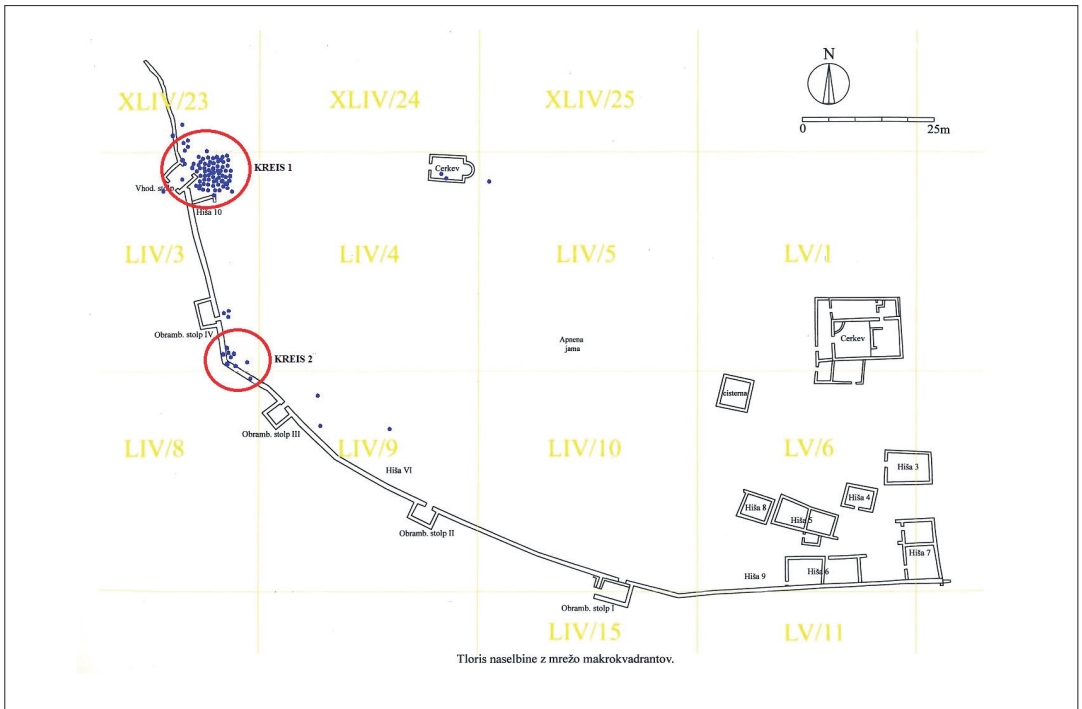 N
XLIV/23
XLIV/24
XLIV/25
0
25m
KREIS 1
Cerkev
Vhod. stolp
Hiša 10
LIV/3
LIV/4
LIV/5
LV/1
Obramb. stolp IV
KREIS 2
Apnena
jama
Cerkev
cisterna
Obramb. stolp III
LIV/8
LIV/9
LIV/10
LV/6
Hiša VI
Hiša 3
Hiša 4
Hiša 8
Hiša 5
Obramb. stolp II
Hiša 7
Hiša 9
Hiša 6
Obramb. stolp I
LIV/15
LV/11
Tloris naselbine z mrežo makrokvadrantov.